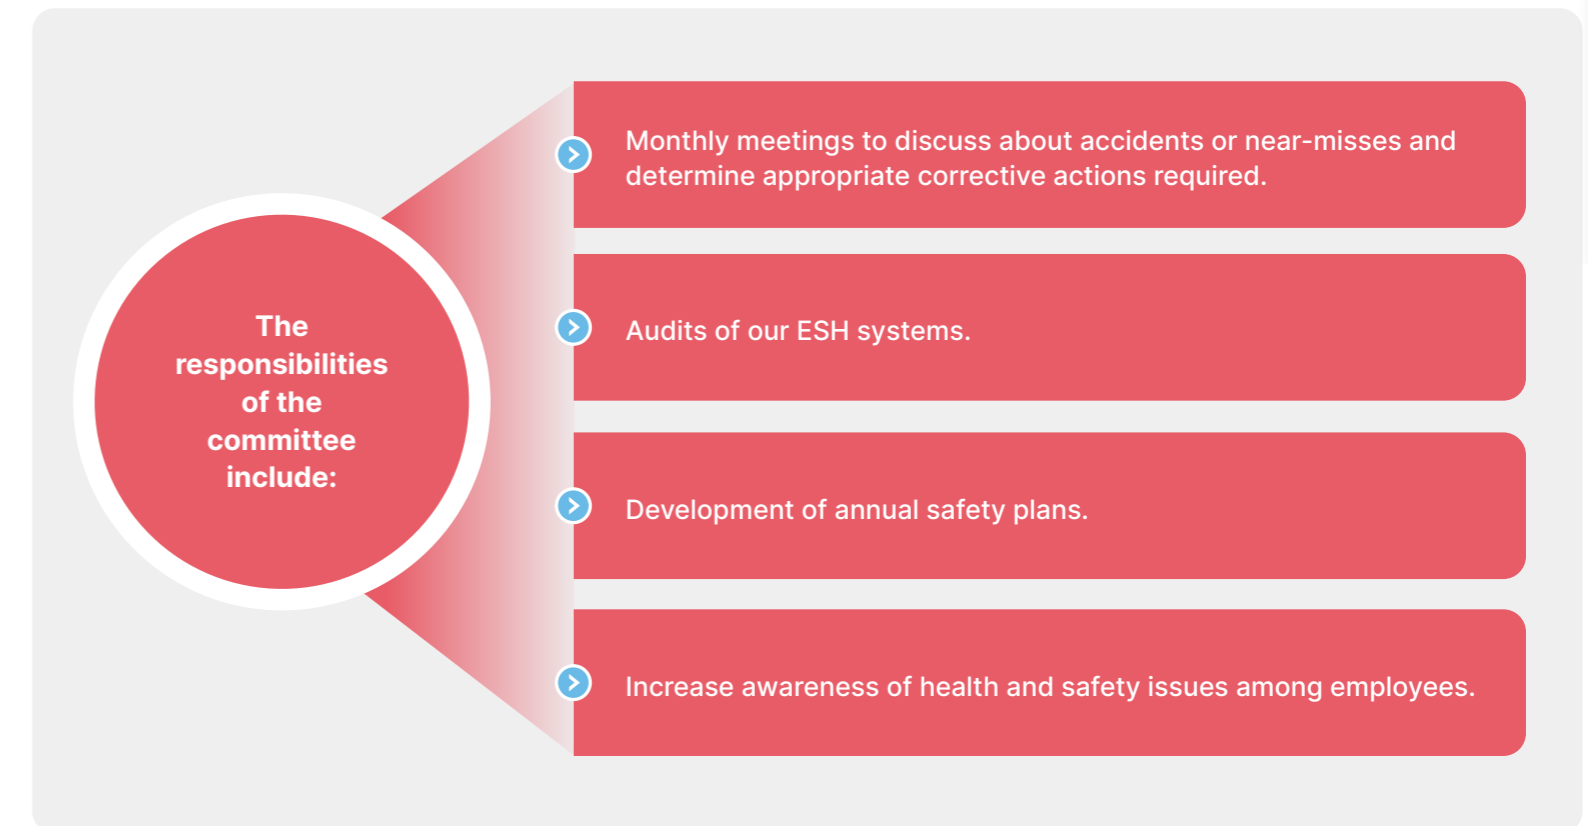 The
responsibilities
of the
committee
include:
Monthly meetings to discuss about accidents or near-misses and
determine appropriate corrective actions required.
Audits of our ESH systems.
Development of annual safety plans.
Increase awareness of health and safety issues among employees.